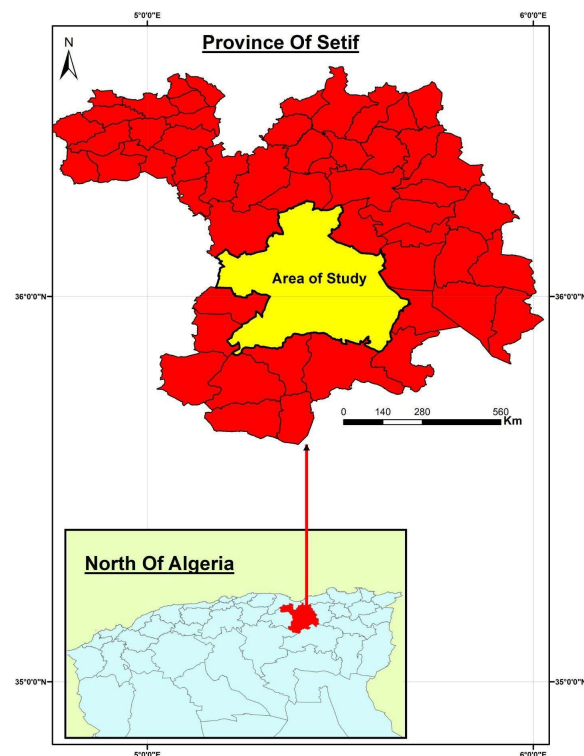 5°0'0"E 6°0'0"E
Province Of Setif
N
Area of Study
36°0'0"N 36°0'0"N
0 140 280 560
Km
North Of Algeria
35°0'0"N 35°0'0"N
5°0'0"E 6°0'0"E